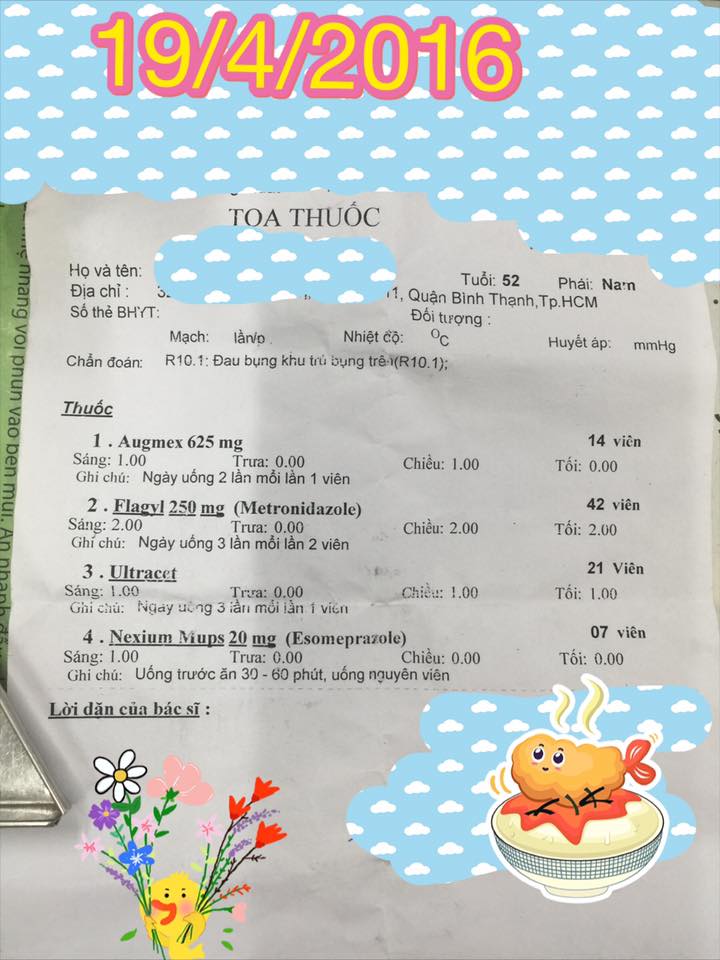 19/4/2016
TOA THUỐC
Họ và tên:
Tuổi: 52 Phái: Nam
Địa chỉ : 11, Quận Bình Thạnh,Tp.HCM
Số thẻ BHYT: Đối tượng :
Mạch: lần/p Nhiệt độ: ºC Huyết áp: mmHg
Chẩn đoán: R10.1: Đau bụng khu trú bụng trên(R10.1);
Thuốc
1 . Augmex 625 mg 14 viên
Sáng: 1.00 Trưa: 0.00 Chiều: 1.00 Tối: 0.00
Ghi chú: Ngày uống 2 lần mỗi lần 1 viên
2 . Flagyl 250 mg (Metronidazole) 42 viên
Sáng: 2.00 Trưa: 0.00 Chiều: 2.00 Tối: 2.00
Ghi chú: Ngày uống 3 lần mỗi lần 2 viên
3 . Ultracet 21 Viên
Sáng: 1.00 Trưa: 0.00 Chiều: 1.00 Tối: 1.00
Ghi chú: Ngày uống 3 lần mỗi lần 1 viên
4 . Nexium Mups 20 mg (Esomeprazole) 07 viên
Sáng: 1.00 Trưa: 0.00 Chiều: 0.00 Tối: 0.00
Ghi chú: Uống trước ăn 30 - 60 phút, uống nguyên viên
Lời dặn của bác sĩ :
nhang voi phun vào bên mũi. Ấn nhanh